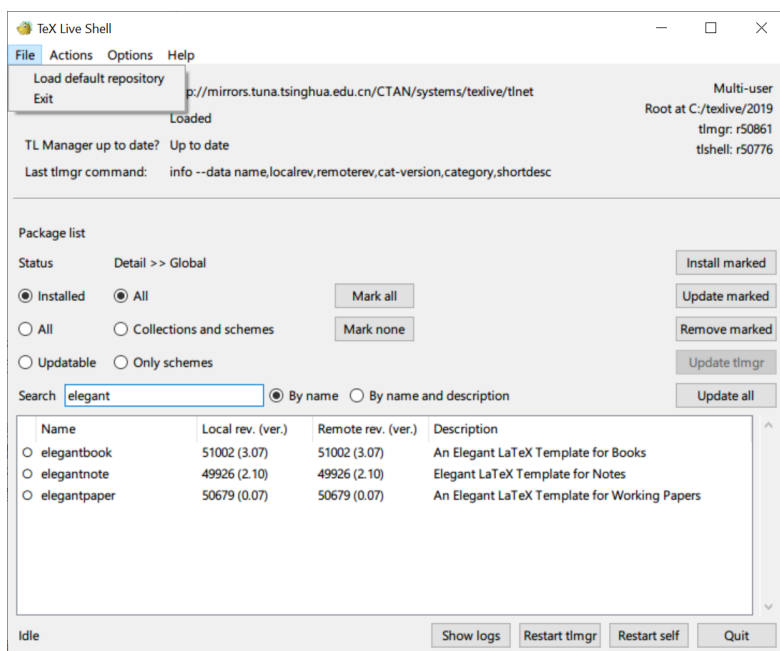 TeX Live Shell
File Actions Options Help
Load default repository
Exit
p://mirrors.tuna.tsinghua.edu.cn/CTAN/systems/texlive/tlnet
Loaded
Multi-user
Root at C:/texlive/2019
tlmgr: r50861
tlshell: r50776
TL Manager up to date? Up to date
Last tlmgr command: info --data name,localrev,remoterev,cat-version,category,shortdesc
Package list
Status Detail >> Global Install marked
Installed All Mark all Update marked
All Collections and schemes Mark none Remove marked
Updatable Only schemes Update tlmgr
Search elegant By name By name and description Update all
Name Local rev. (ver.) Remote rev. (ver.) Description
elegantbook 51002 (3.07) 51002 (3.07) An Elegant LaTeX Template for Books
elegantnote 49926 (2.10) 49926 (2.10) Elegant LaTeX Template for Notes
elegantpaper 50679 (0.07) 50679 (0.07) An Elegant LaTeX Template for Working Papers
Idle Show logs Restart tlmgr Restart self Quit